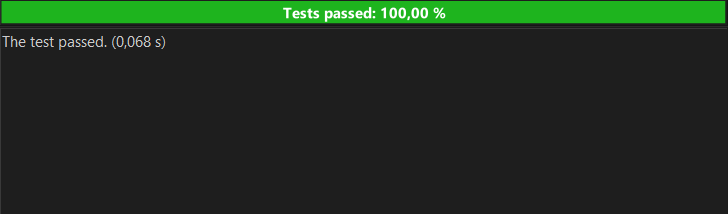 Tests passed: 100,00 %
The test passed. (0,068 s)